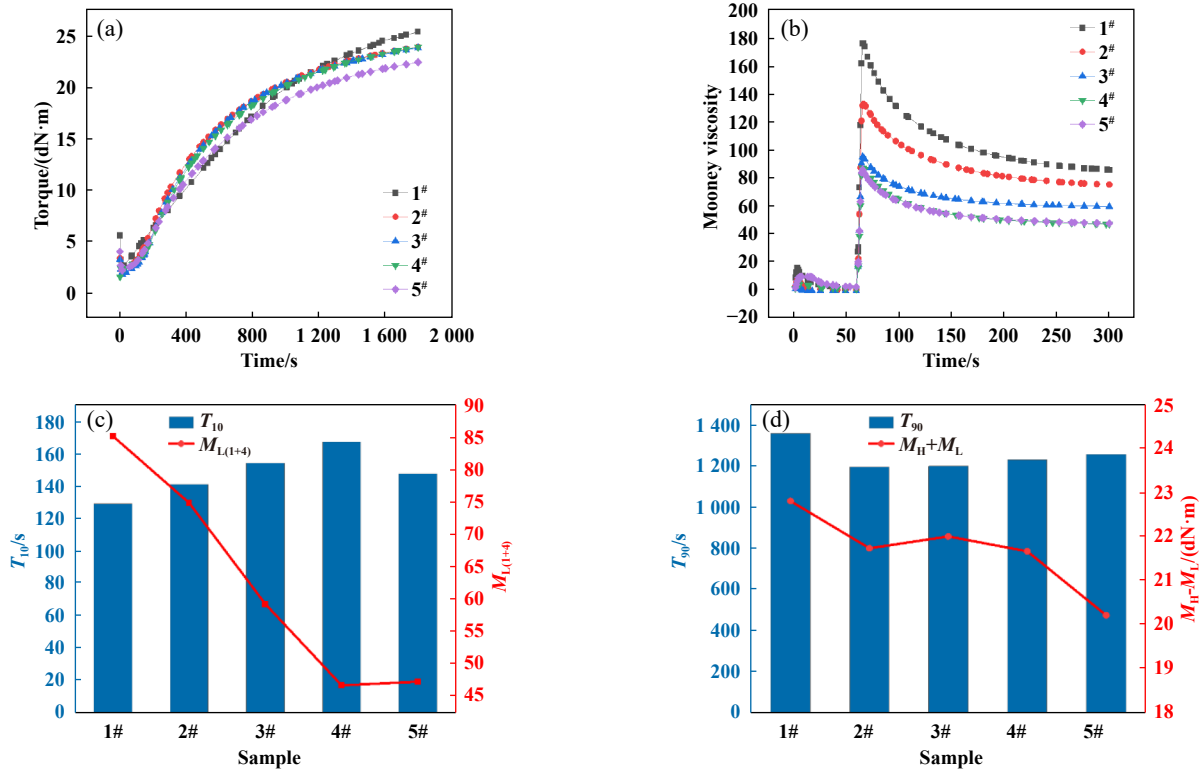 (a)
25
20
15
10
5
0
Torque/(dN·m)
1#
2#
3#
4#
5#
0 400 800 1 200 1 600 2 000
Time/s
(b)
200
180
160
140
120
100
80
60
40
20
0
−20
Mooney viscosity
1#
2#
3#
4#
5#
0 50 100 150 200 250 300
Time/s
(c)
T10
ML(1+4)
180
160
140
120
100
80
60
40
20
0
T10/s
90
85
80
75
70
65
60
55
50
45
ML(1+4)
1# 2# 3# 4# 5#
Sample
(d)
T90
MH+ML
1 400
1 200
1 000
800
600
400
200
0
T90/s
25
24
23
22
21
20
19
18
MH-ML/(dN·m)
1# 2# 3# 4# 5#
Sample